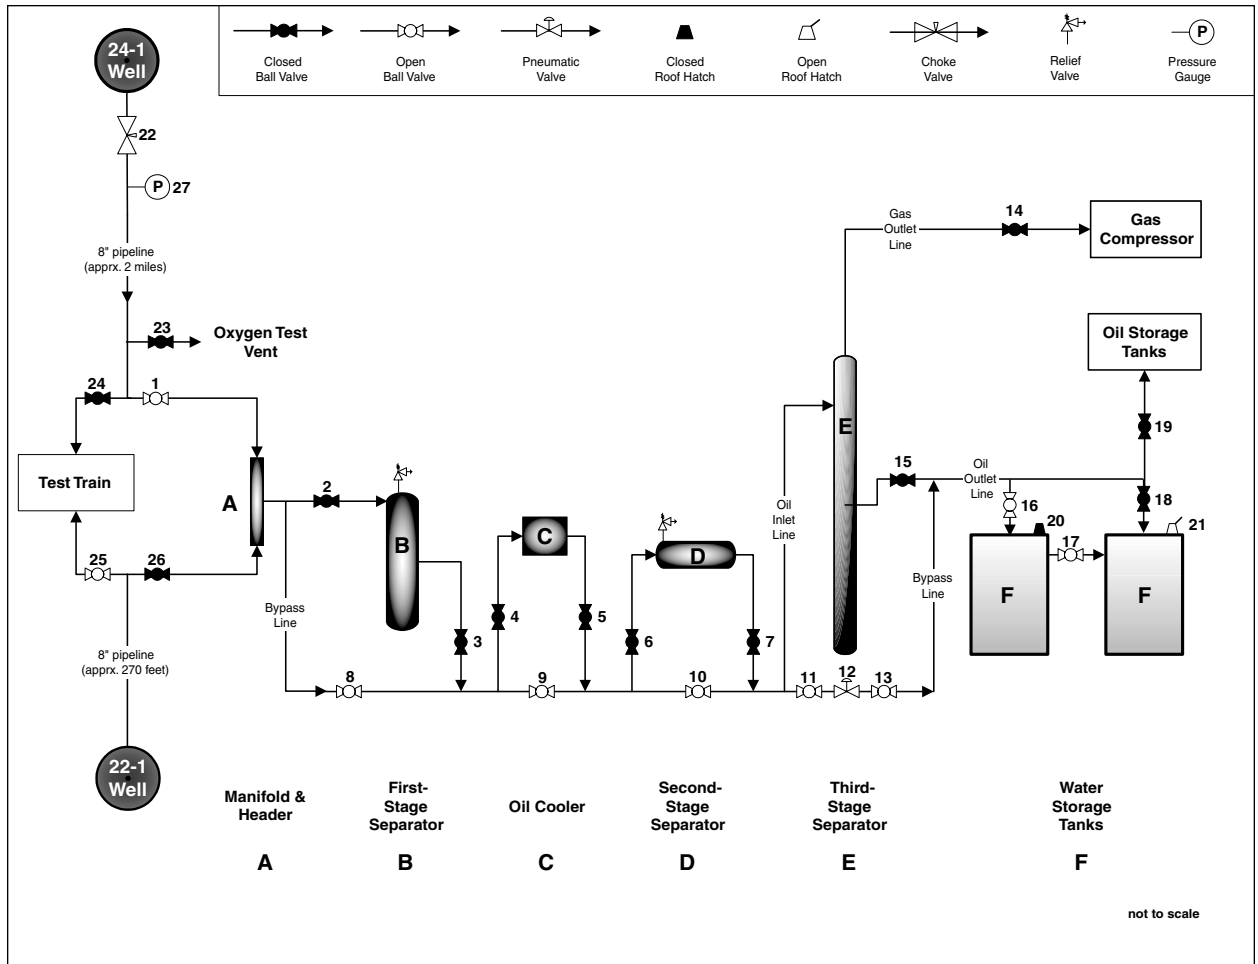 24-1
Well
Closed
Ball Valve
Open
Ball Valve
Pneumatic
Valve
Closed
Roof Hatch
Open
Roof Hatch
Choke
Valve
Relief
Valve
P
Pressure
Gauge
22
P
27
8" pipeline
(apprx. 2 miles)
23
Oxygen Test
Vent
24
1
Test Train
25
26
8" pipeline
(apprx. 270 feet)
22-1
Well
A
2
Bypass
Line
B
3
8
C
4
5
9
D
6
7
10
Oil
Inlet
Line
E
11
12
13
Gas
Outlet
Line
14
Gas
Compressor
15
Bypass
Line
Oil
Outlet
Line
Oil Storage
Tanks
19
18
16
20
17
21
F
F
Manifold &
Header
A
First-
Stage
Separator
B
Oil Cooler
C
Second-
Stage
Separator
D
Third-
Stage
Separator
E
Water
Storage
Tanks
F
not to scale